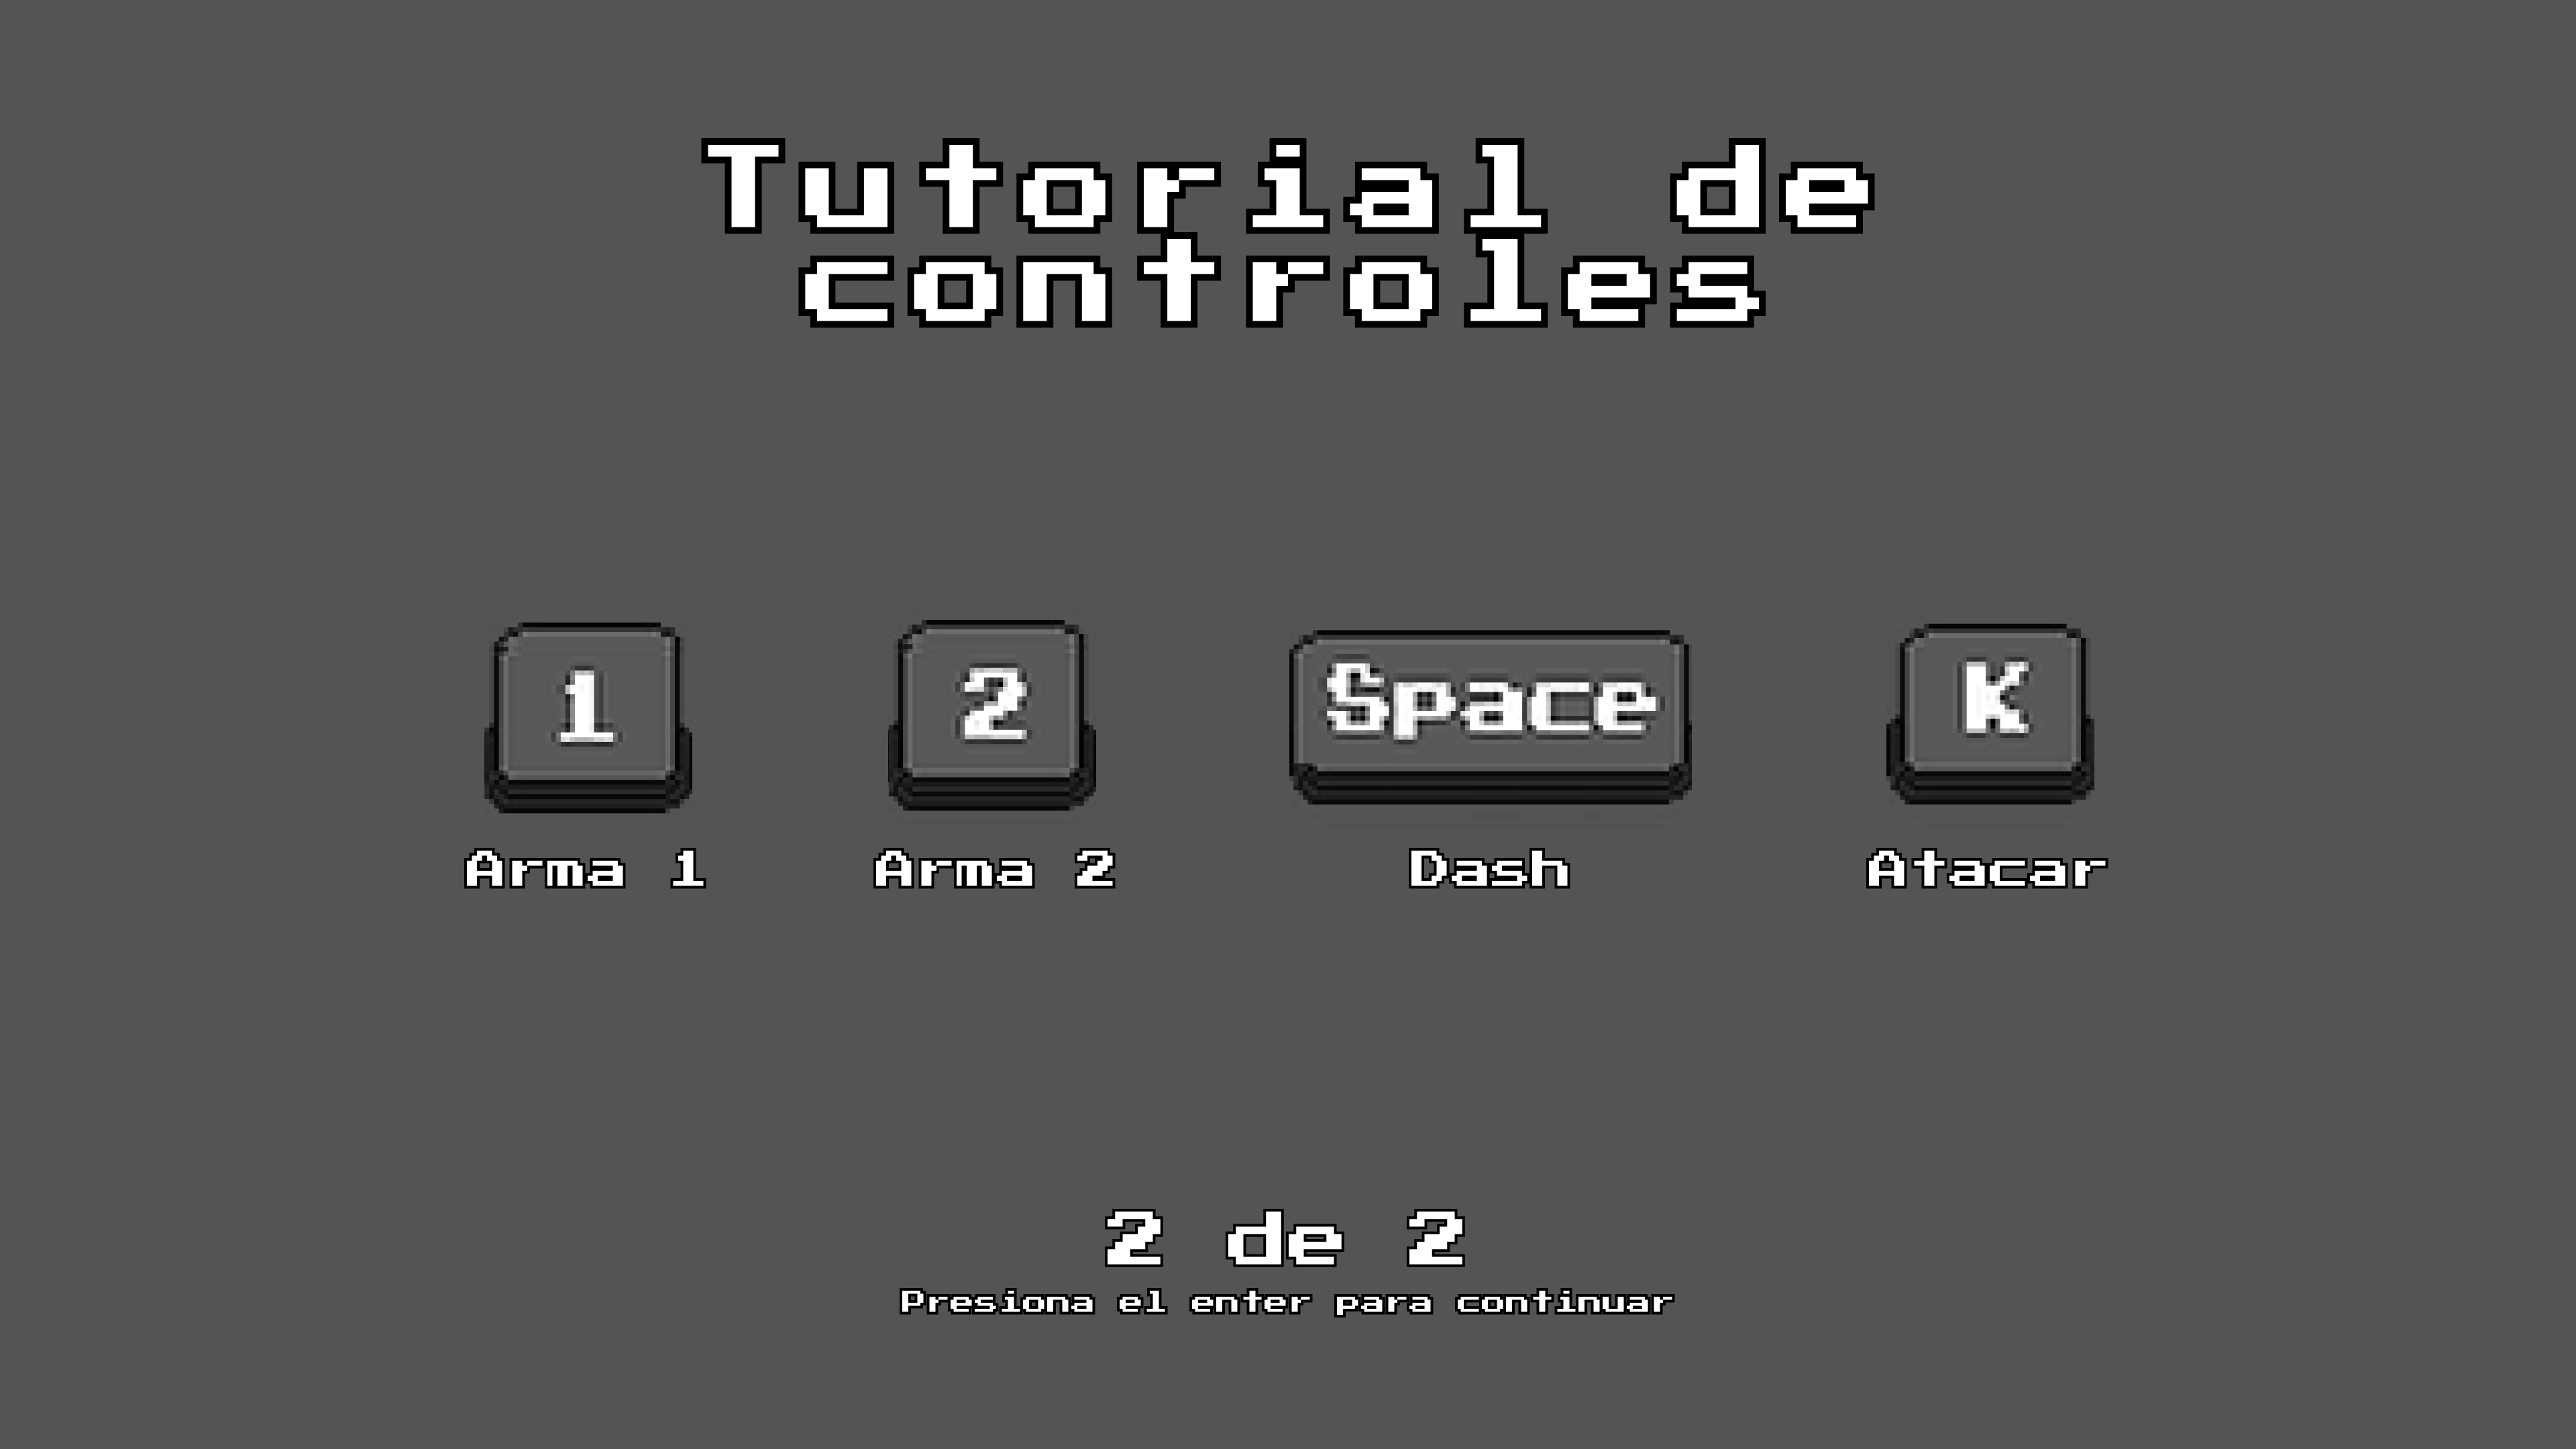 Tutorial de
controles
1
2
Space
K
Arma 1
Arma 2
Dash
Atacar
2 de 2
Presiona el enter para continuar